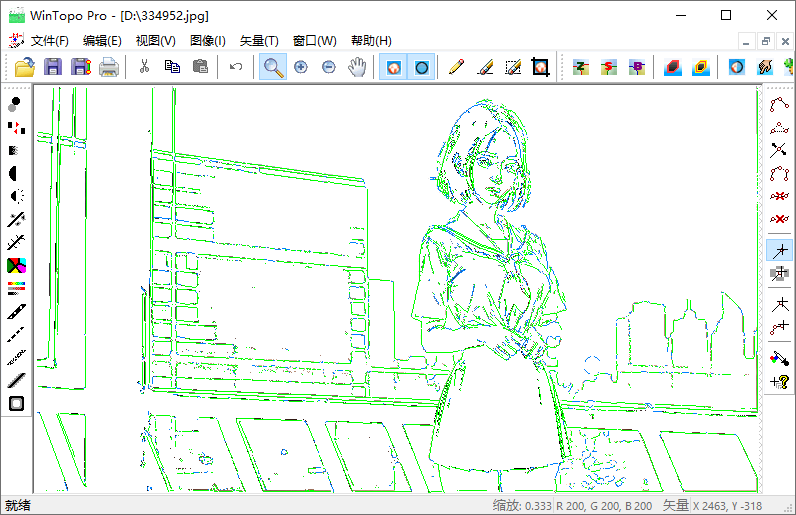 WinTopo Pro - [D:\334952.jpg]
文件(F) 编辑(E) 视图(V) 图像(I) 矢量(T) 窗口(W) 帮助(H)
Z S B
就绪 缩放: 0.333 R 200, G 200, B 200 矢量 X 2463, Y -318